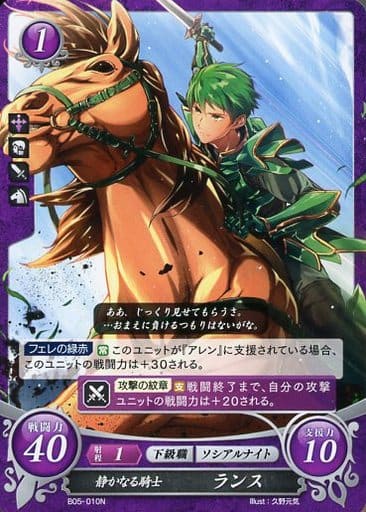 1
ああ、じっくり見せてもらうさ。
…おまえに負けるつもりはないがな。
フェレの緑赤 常 このユニットが『アレン』に支援されている場合、
このユニットの戦闘力は+30される。
攻撃の紋章 支 戦闘終了まで、自分の攻撃
ユニットの戦闘力は+20される。
戦闘力 40
射程 1 下級職 ソシアルナイト
支援力 10
静かなる騎士 ランス
B05-010N
Illust:久野元気